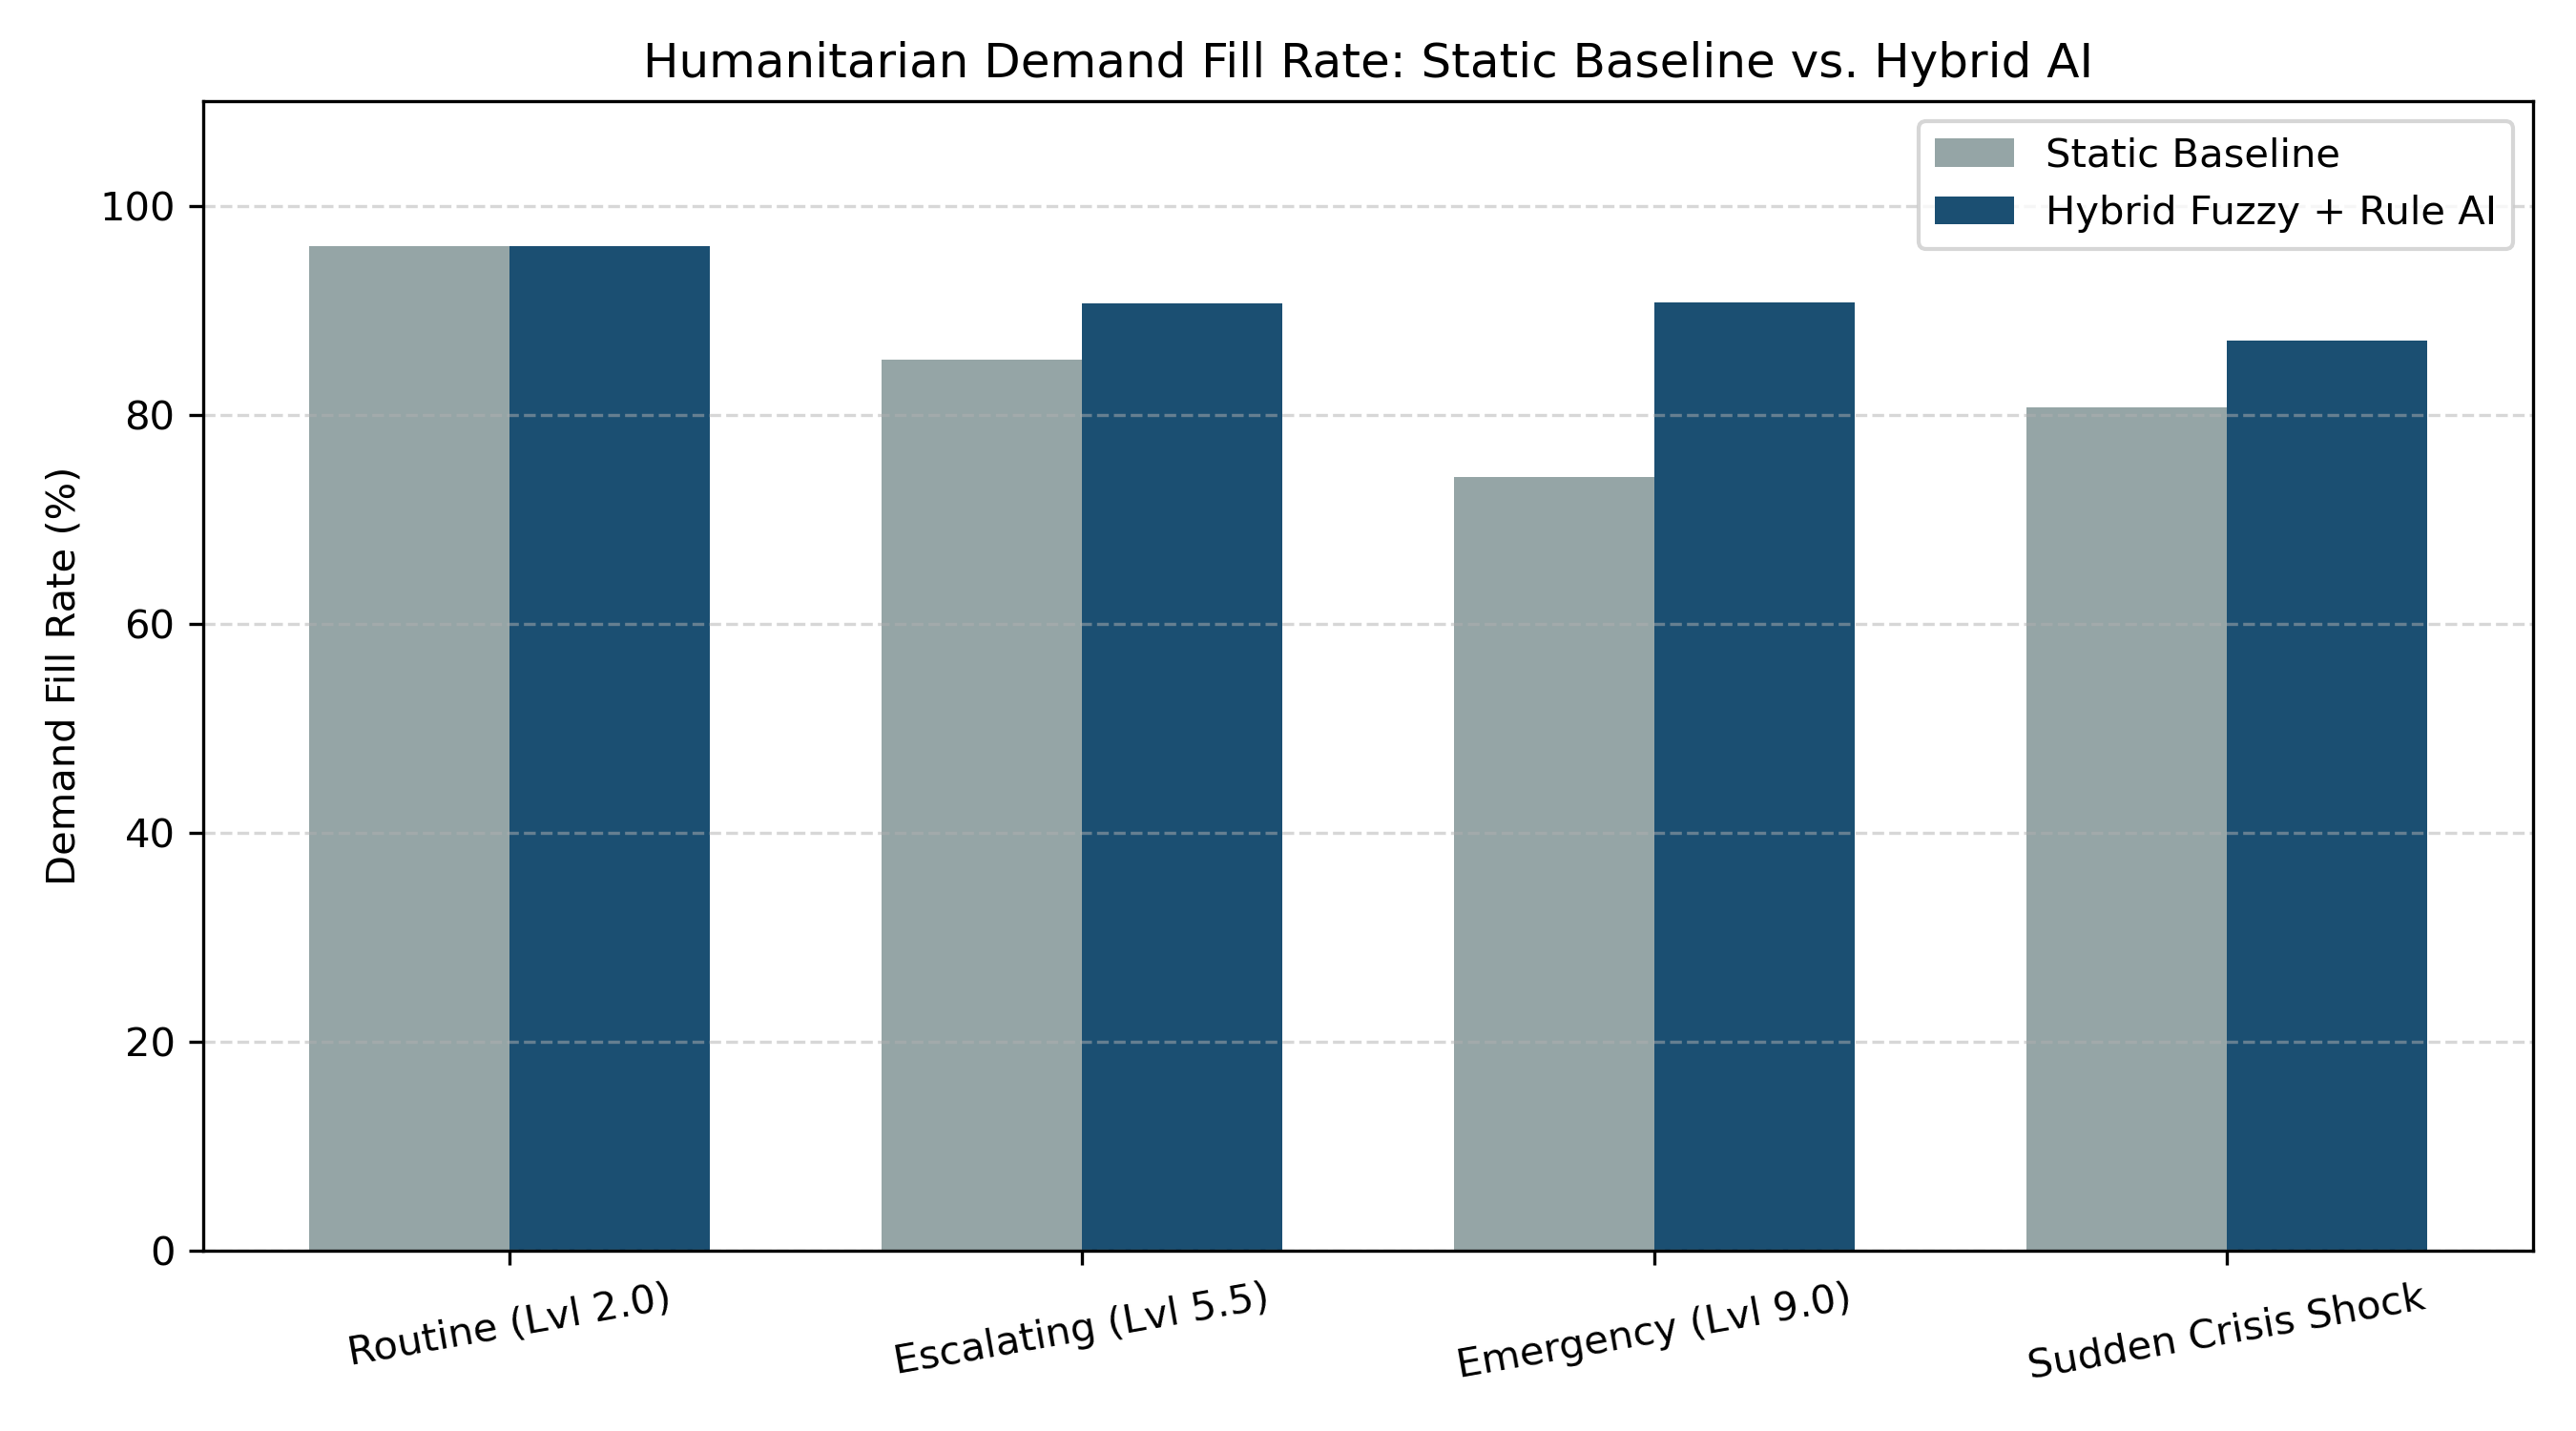 Humanitarian Demand Fill Rate: Static Baseline vs. Hybrid AI
Static Baseline
Hybrid Fuzzy + Rule AI
Demand Fill Rate (%)
100
80
60
40
20
0
Routine (Lvl 2.0)
Escalating (Lvl 5.5)
Emergency (Lvl 9.0)
Sudden Crisis Shock